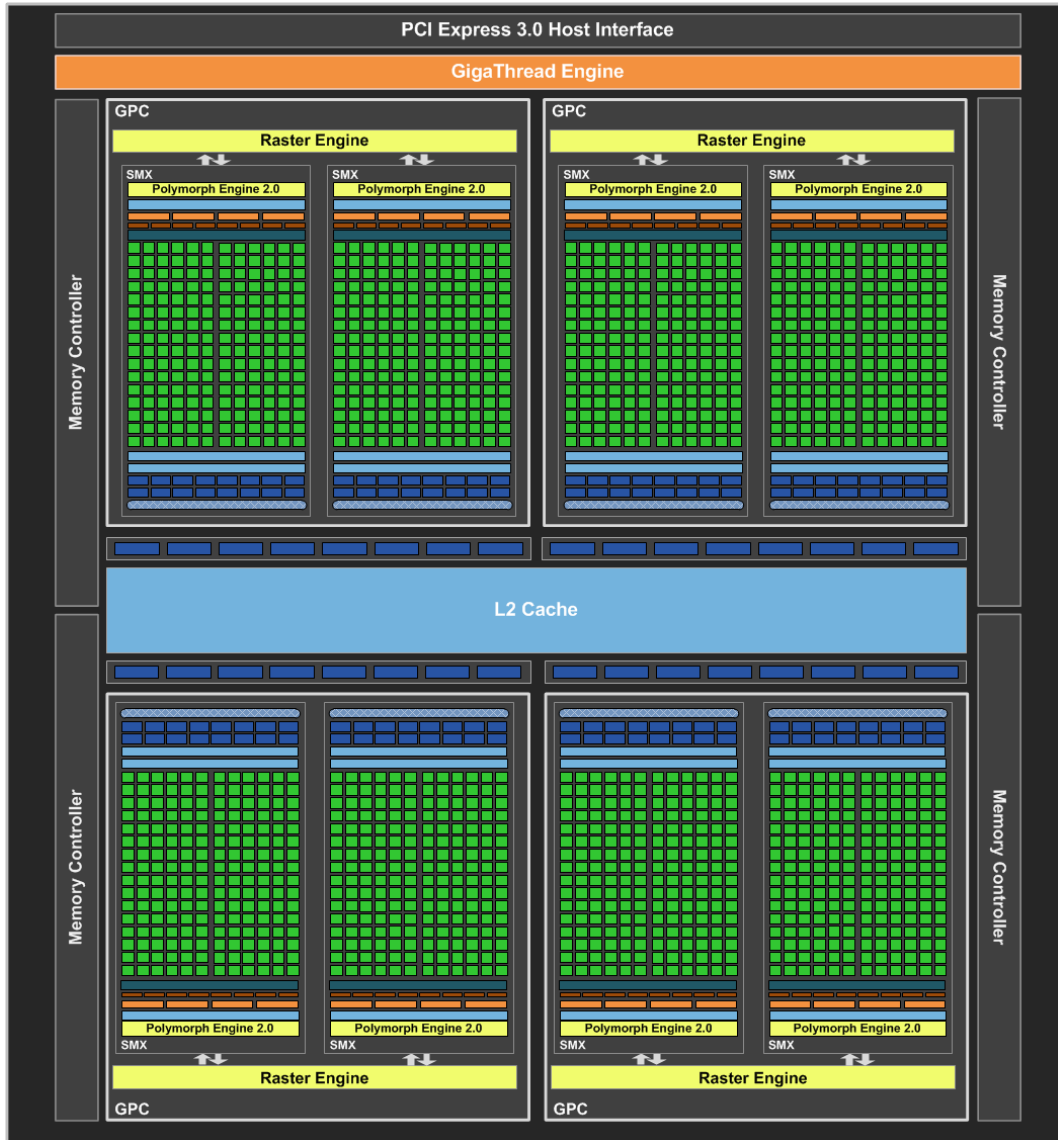 PCI Express 3.0 Host Interface
GigaThread Engine
GPC
Raster Engine
SMX
Polymorph Engine 2.0
SMX
Polymorph Engine 2.0
GPC
Raster Engine
SMX
Polymorph Engine 2.0
SMX
Polymorph Engine 2.0
Memory Controller
Memory Controller
L2 Cache
Memory Controller
Memory Controller
Polymorph Engine 2.0
SMX
Polymorph Engine 2.0
SMX
Raster Engine
GPC
Polymorph Engine 2.0
SMX
Polymorph Engine 2.0
SMX
Raster Engine
GPC